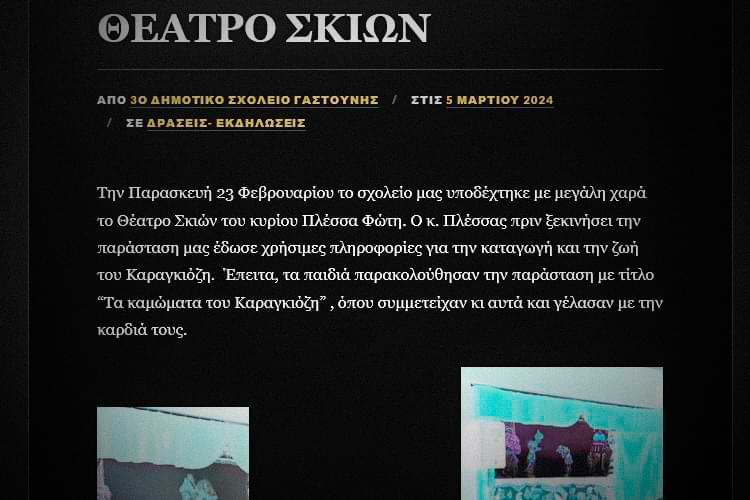 ΘΕΑΤΡΟ ΣΚΙΩΝ
ΑΠΟ 3Ο ΔΗΜΟΤΙΚΟ ΣΧΟΛΕΙΟ ΓΑΣΤΟΥΝΗΣ / ΣΤΙΣ 5 ΜΑΡΤΙΟΥ 2024
/ ΣΕ ΔΡΑΣΕΙΣ- ΕΚΔΗΛΩΣΕΙΣ
Την Παρασκευή 23 Φεβρουαρίου το σχολείο μας υποδέχτηκε με μεγάλη χαρά
το Θέατρο Σκιών του κυρίου Πλέσσα Φώτη. Ο κ. Πλέσσας πριν ξεκινήσει την
παράσταση μας έδωσε χρήσιμες πληροφορίες για την καταγωγή και την ζωή
του Καραγκιόζη. Έπειτα, τα παιδιά παρακολούθησαν την παράσταση με τίτλο
“Τα καμώματα του Καραγκιόζη” , όπου συμμετείχαν κι αυτά και γέλασαν με την
καρδιά τους.